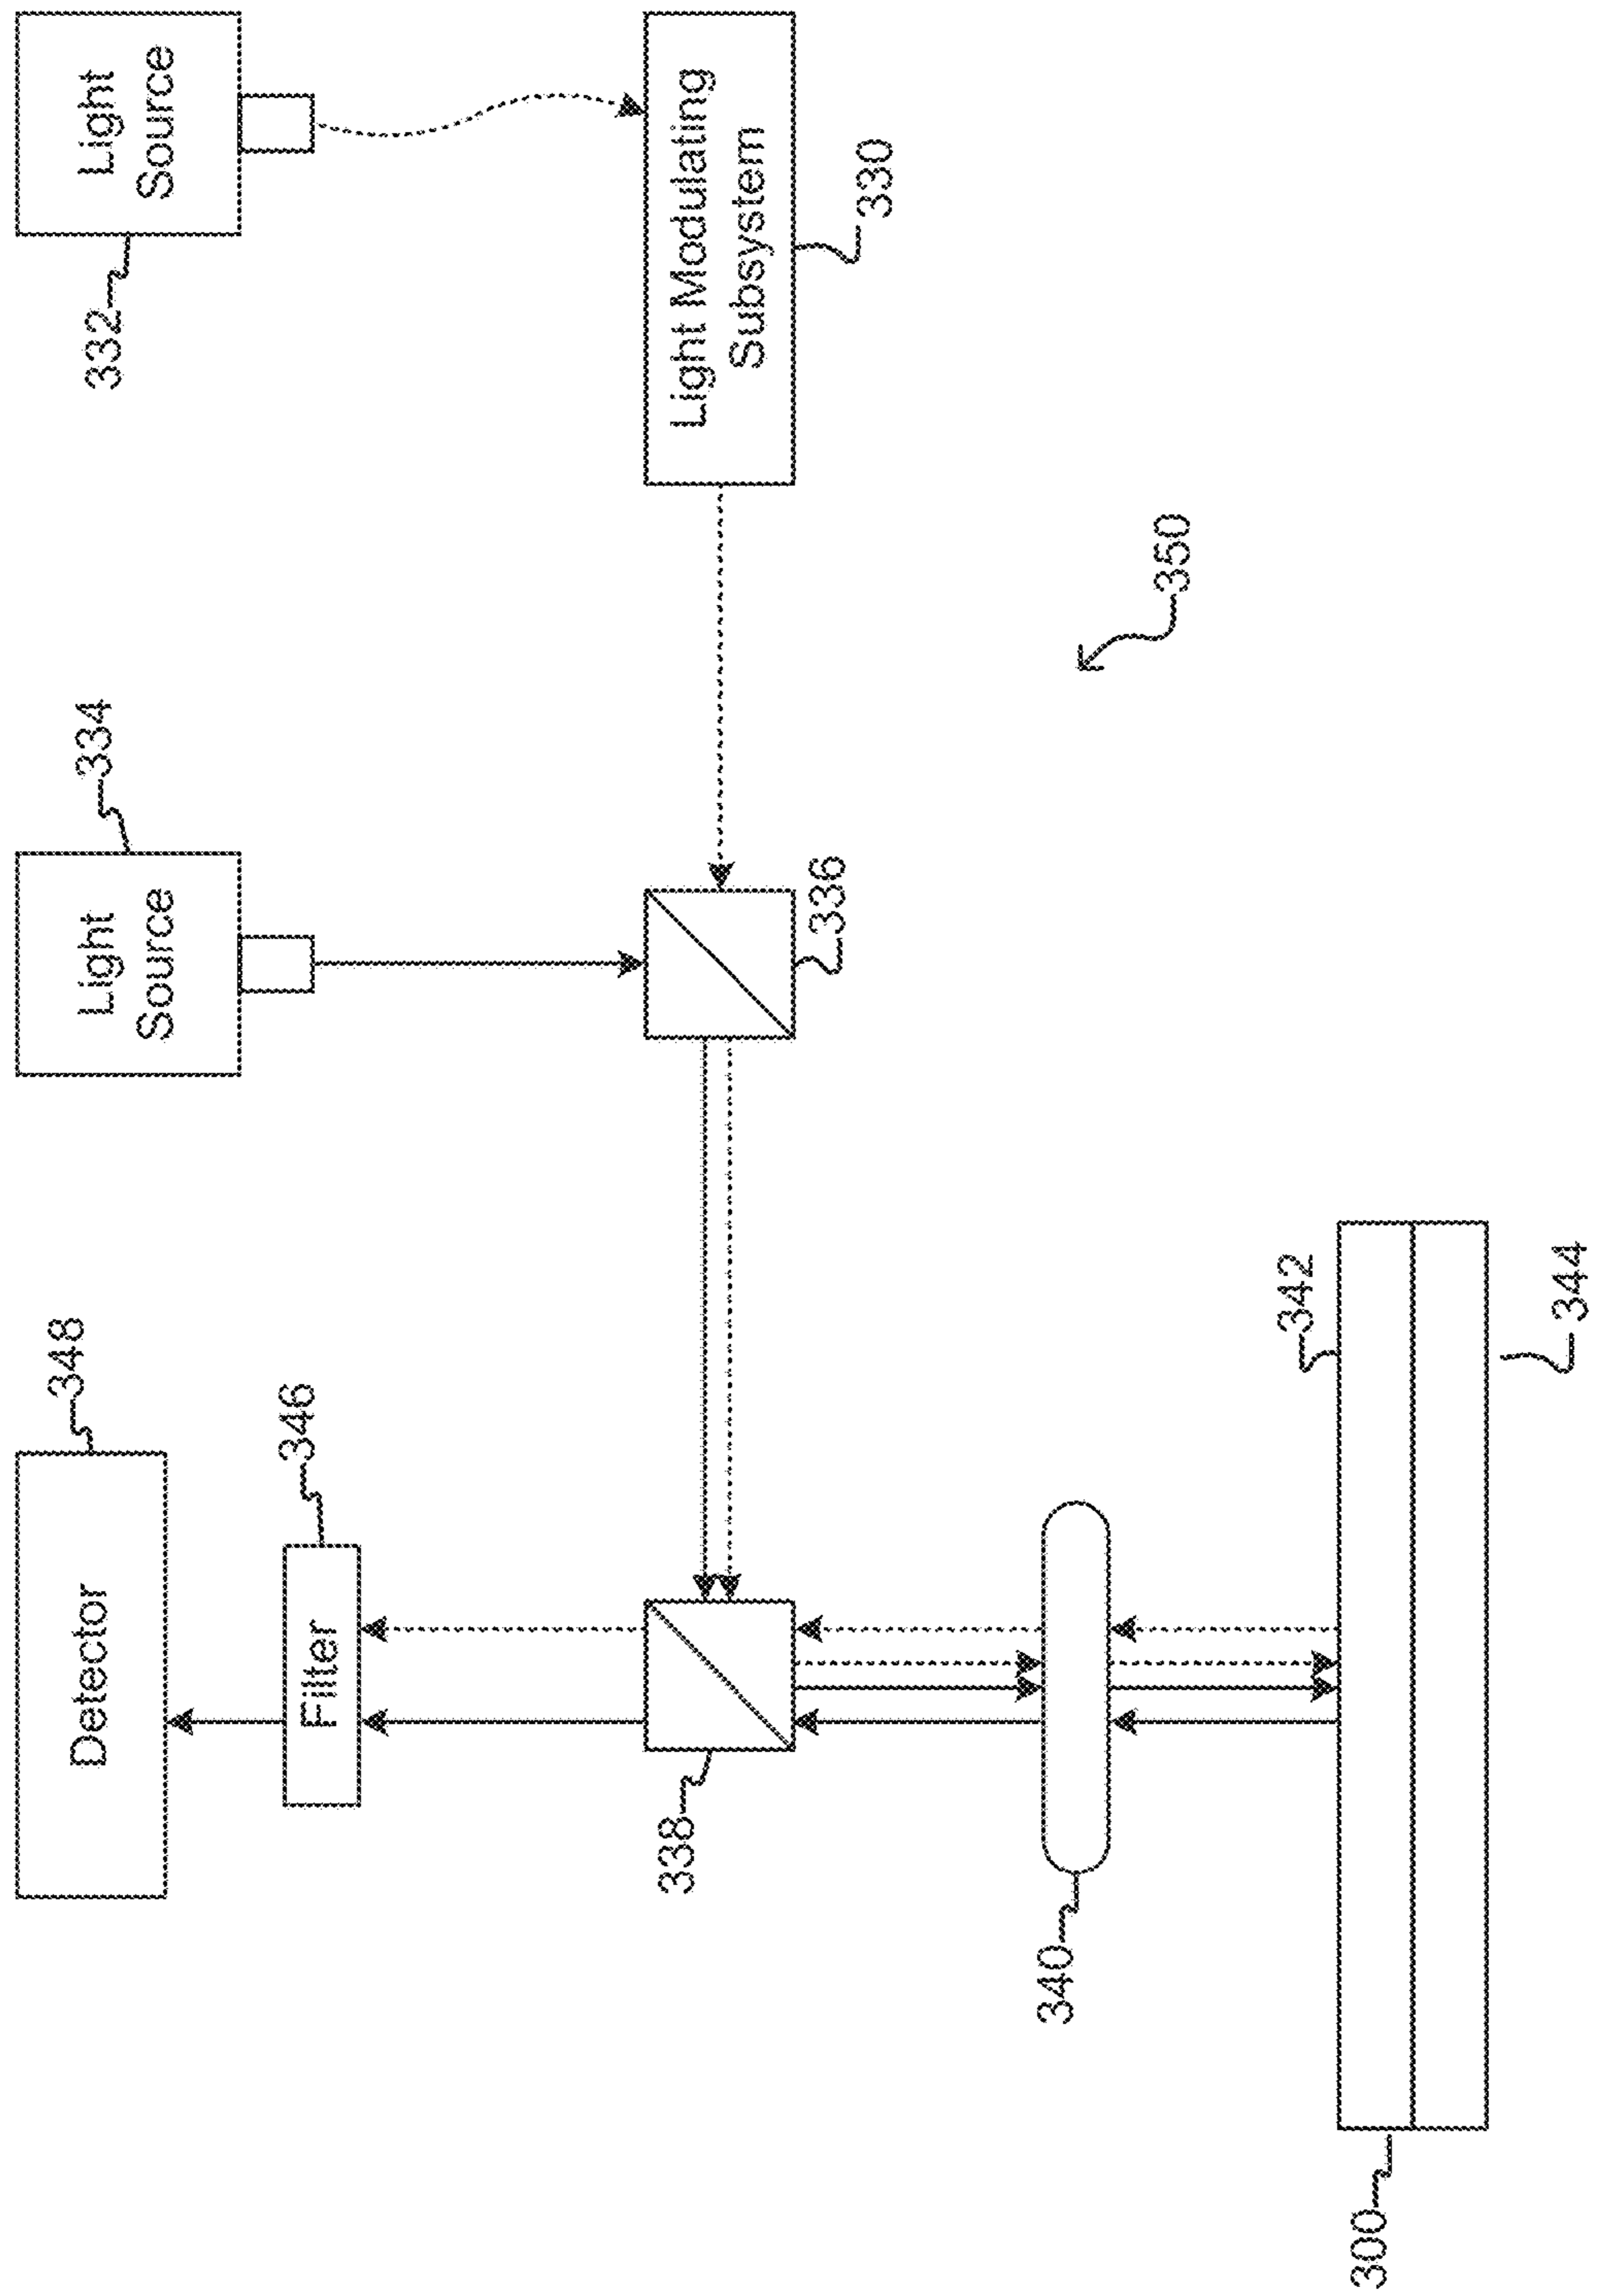 Detector
348
Light
Source
334
Light
Source
332
Filter
346
338
336
Light Modulating
Subsystem
330
340
350
342
300
344